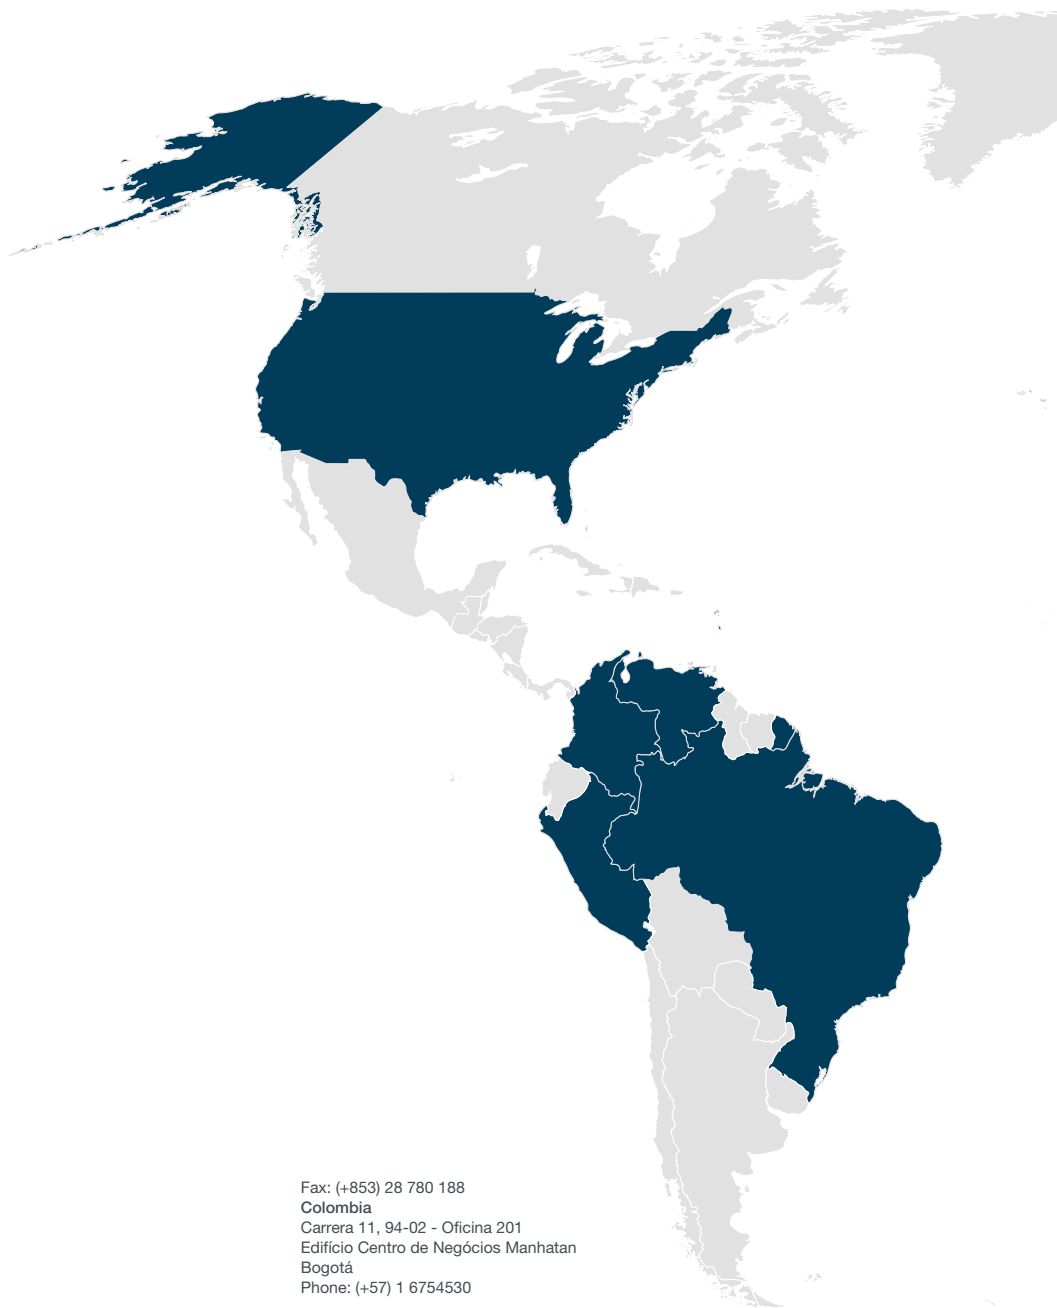 Fax: (+853) 28 780 188
Colombia
Carrera 11, 94-02 - Oficina 201
Edifício Centro de Negócios Manhatan
Bogotá
Phone: (+57) 1 6754530